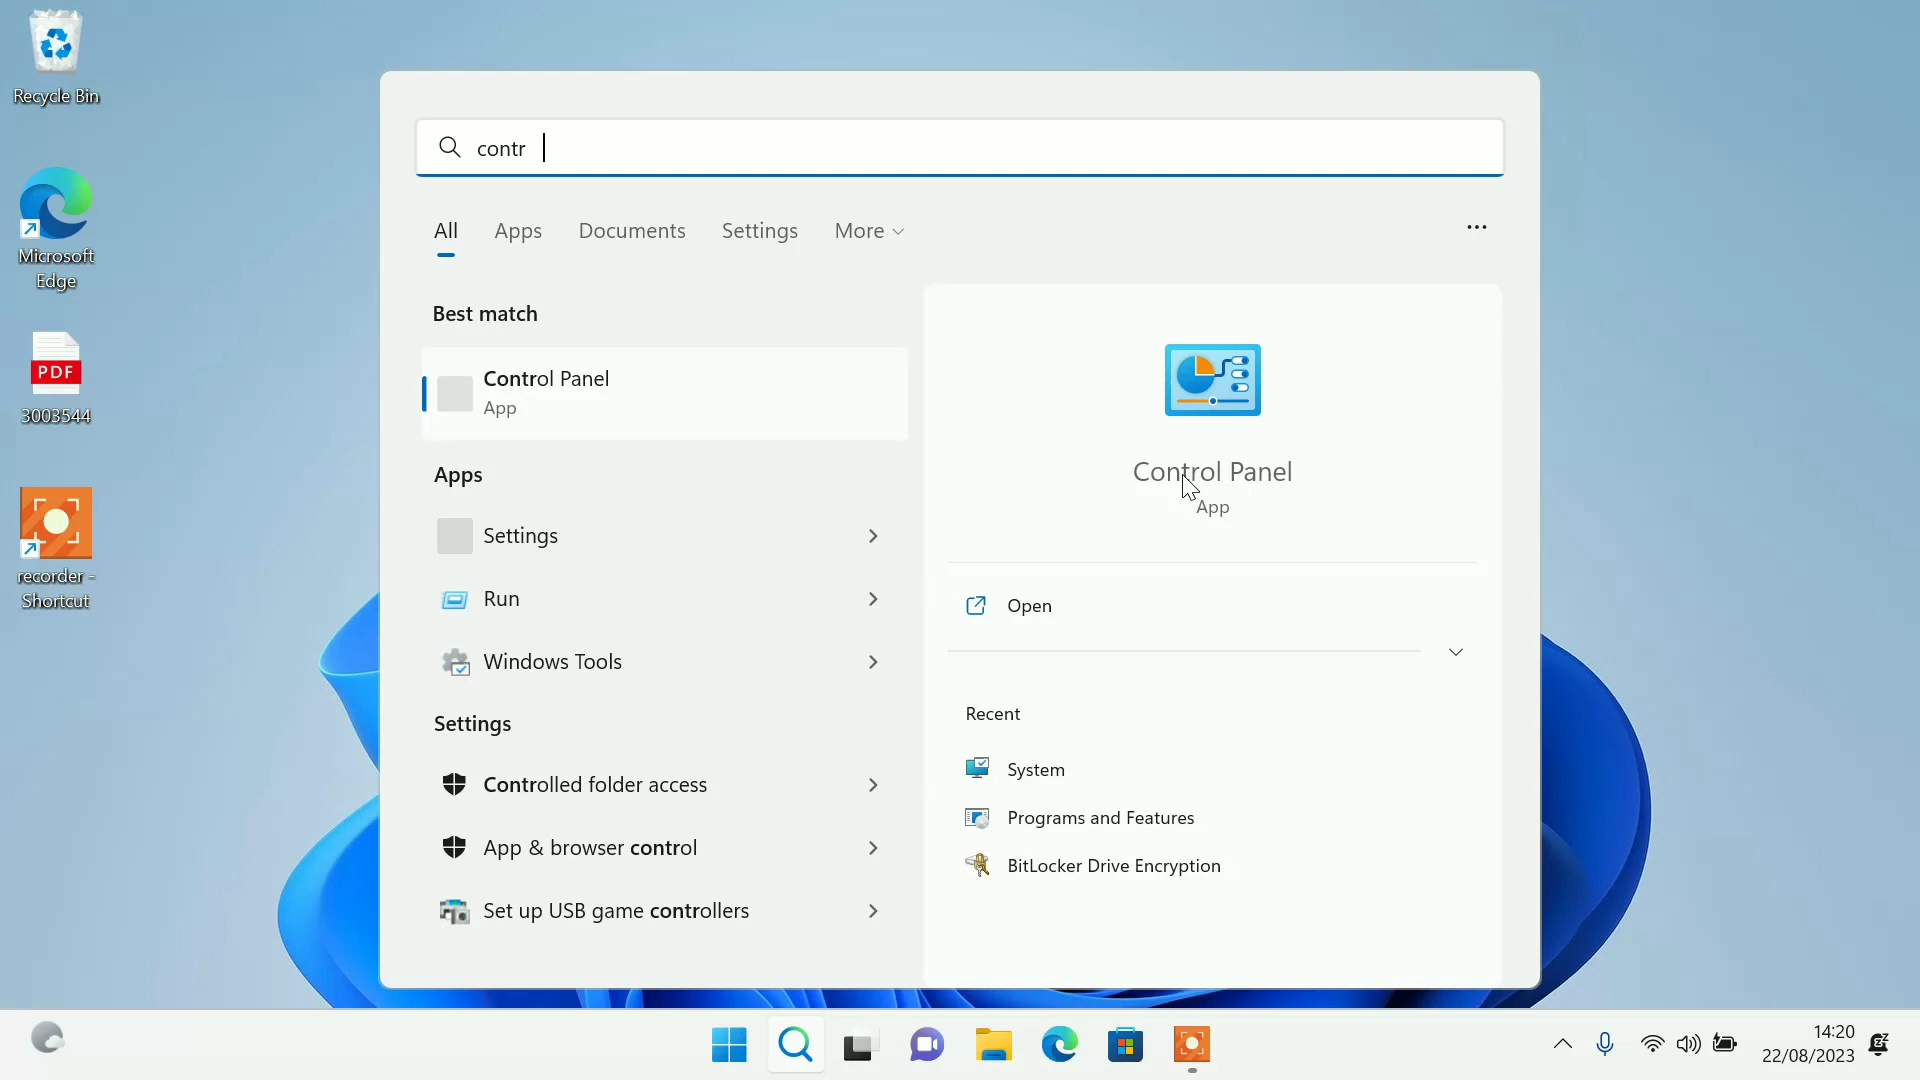 Recycle Bin
Microsoft
Edge
PDF
3003544
recorder -
Shortcut
contr
All
Apps
Documents
Settings
More
Best match
Control Panel
App
Apps
Settings
Run
Windows Tools
Settings
Controlled folder access
App & browser control
Set up USB game controllers
Control Panel
App
Open
Recent
System
Programs and Features
BitLocker Drive Encryption
14:20
22/08/2023